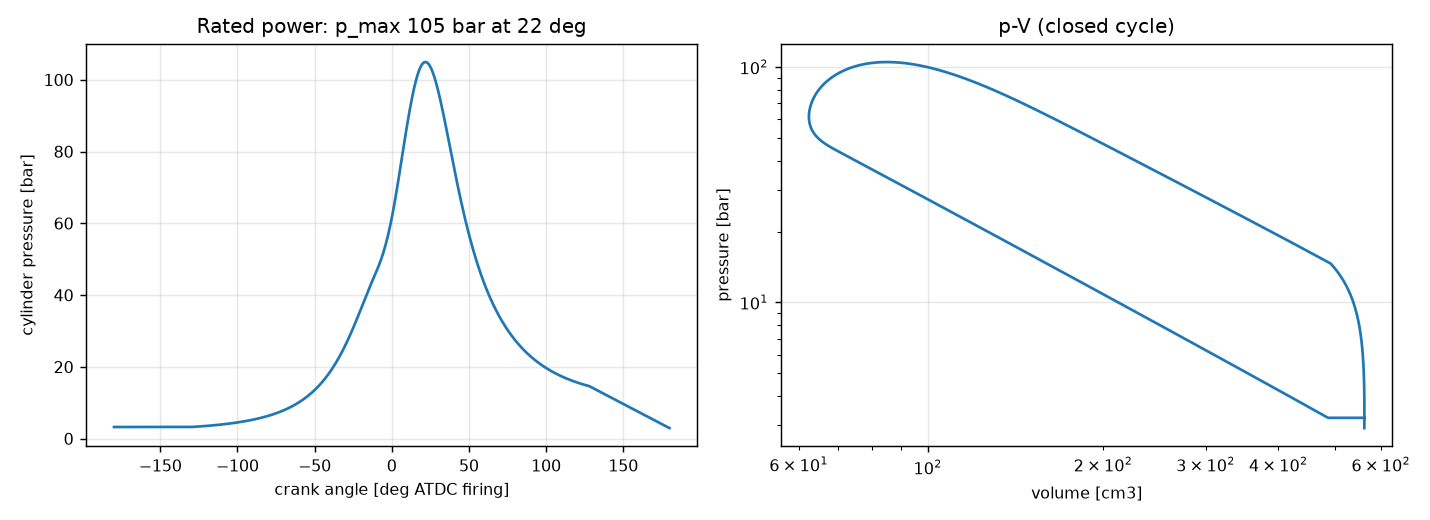 Rated power: p_max 105 bar at 22 deg
cylinder pressure [bar]
100
80
60
40
20
0
−150
−100
−50
0
50
100
150
crank angle [deg ATDC firing]
p-V (closed cycle)
pressure [bar]
10²
10¹
6 × 10¹
10²
2 × 10²
3 × 10²
4 × 10²
6 × 10²
volume [cm3]